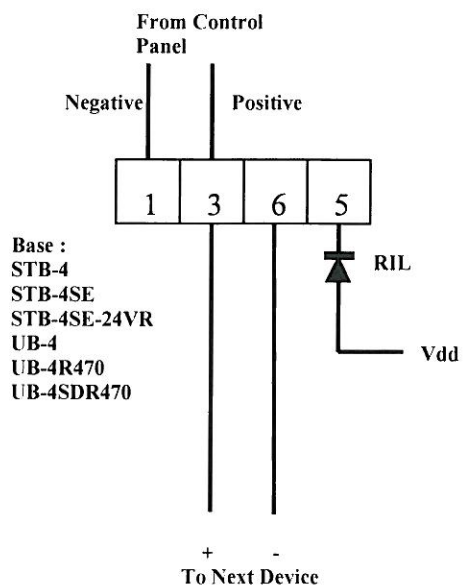 From Control
Panel
Negative
Positive
1 3 6 5
Base :
STB-4
STB-4SE
STB-4SE-24VR
UB-4
UB-4R470
UB-4SDR470
RIL
Vdd
+ -
To Next Device